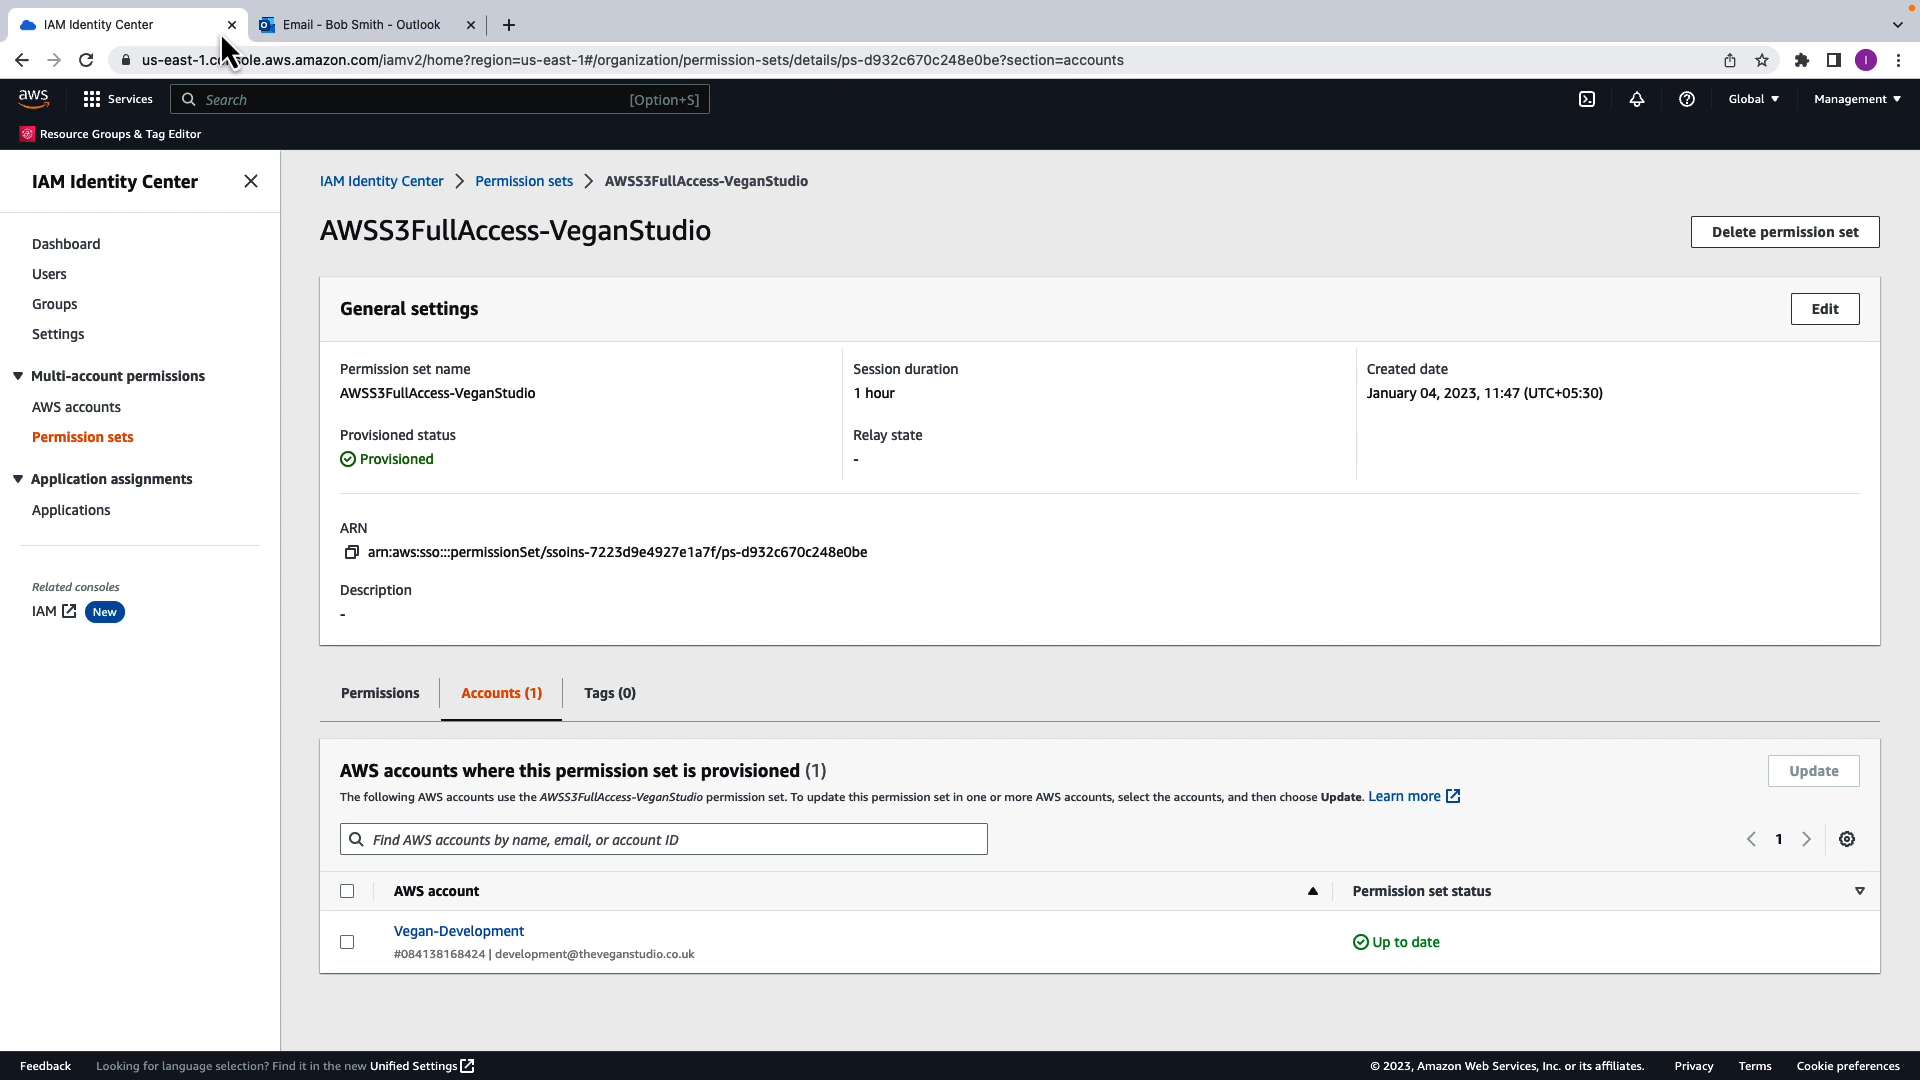 IAM Identity Center
Email - Bob Smith - Outlook
us-east-1.c
le.aws.amazon.com/iamv2/home?region=us-east-1#/organization/permission-sets/details/ps-d932c670c248e0be?section=accounts
I
aws
Services
Search
[Option+S]
Global
Management
Resource Groups & Tag Editor
IAM Identity Center
Dashboard
Users
Groups
Settings
Multi-account permissions
AWS accounts
Permission sets
Application assignments
Applications
Related consoles
IAM
New
IAM Identity Center
Permission sets
AWSS3FullAccess-VeganStudio
AWSS3FullAccess-VeganStudio
Delete permission set
General settings
Edit
Permission set name
AWSS3FullAccess-VeganStudio
Session duration
1 hour
Created date
January 04, 2023, 11:47 (UTC+05:30)
Provisioned status
Provisioned
Relay state
-
ARN
arn:aws:sso:::permissionSet/ssoins-7223d9e4927e1a7f/ps-d932c670c248e0be
Description
-
Permissions
Accounts (1)
Tags (0)
AWS accounts where this permission set is provisioned (1)
Update
The following AWS accounts use the AWSS3FullAccess-VeganStudio permission set. To update this permission set in one or more AWS accounts, select the accounts, and then choose Update. Learn more
Find AWS accounts by name, email, or account ID
1
AWS account
Permission set status
Vegan-Development
#084138168424 | development@theveganstudio.co.uk
Up to date
Feedback
Looking for language selection? Find it in the new Unified Settings
© 2023, Amazon Web Services, Inc. or its affiliates.
Privacy
Terms
Cookie preferences